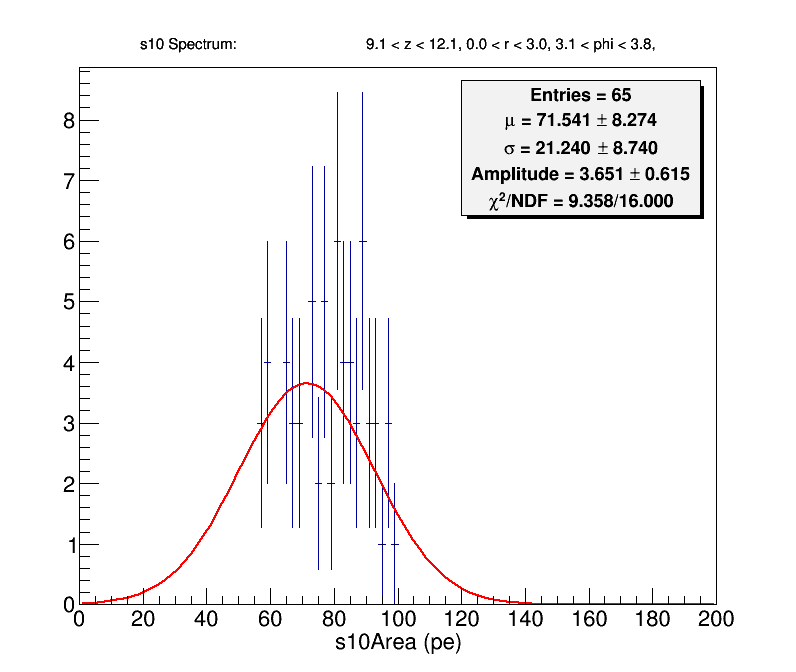 s10 Spectrum: 9.1 < z < 12.1, 0.0 < r < 3.0, 3.1 < phi < 3.8,
Entries = 65
μ = 71.541 ± 8.274
σ = 21.240 ± 8.740
Amplitude = 3.651 ± 0.615
χ²/NDF = 9.358/16.000
8
7
6
5
4
3
2
1
0
0 20 40 60 80 100 120 140 160 180 200
s10Area (pe)